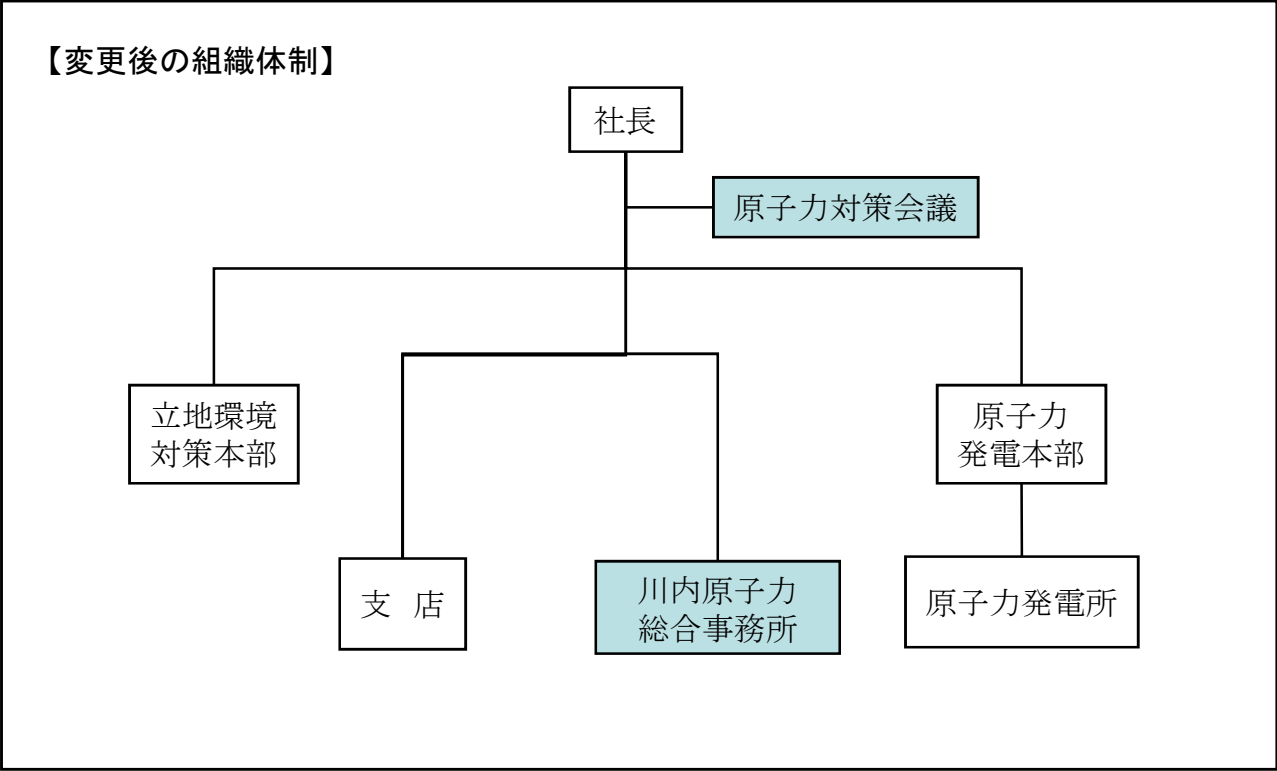 【変更後の組織体制】
社長
原子力対策会議
立地環境
対策本部
原子力
発電本部
支 店
川内原子力
総合事務所
原子力発電所